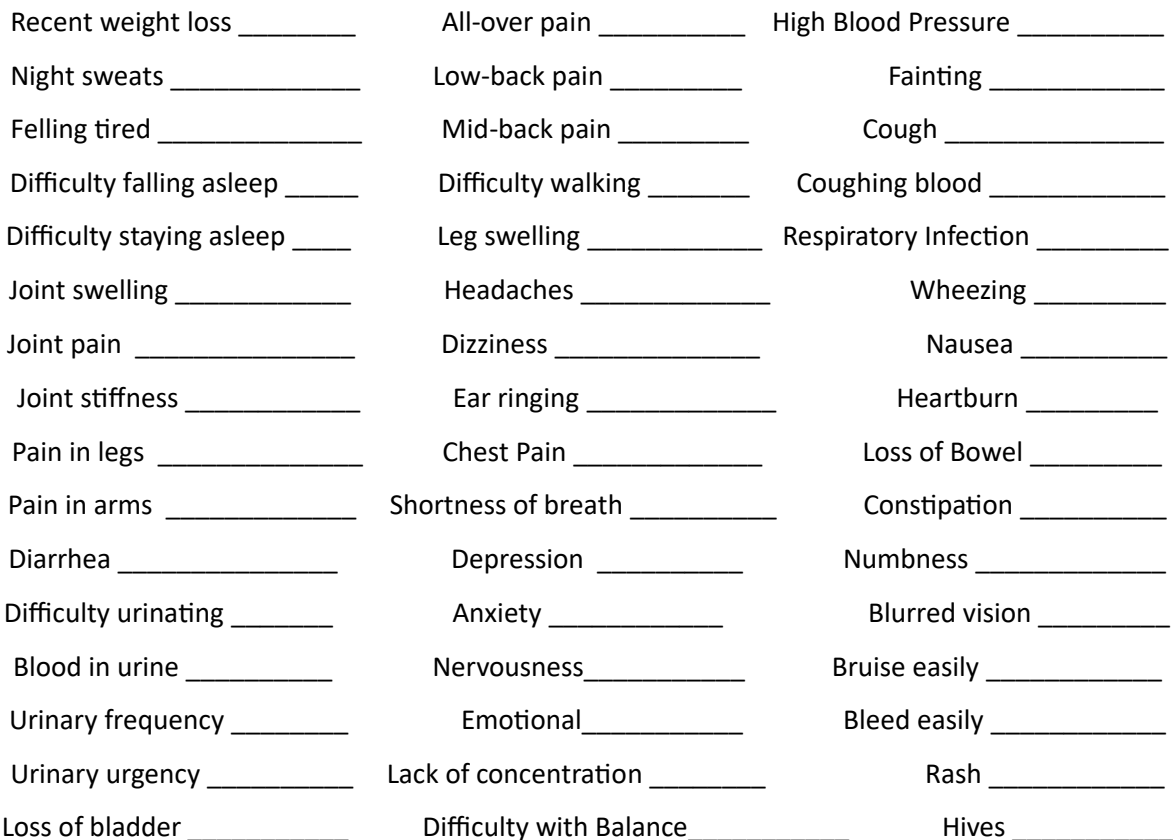 Recent weight loss ________ All-over pain __________ High Blood Pressure __________
Night sweats _____________ Low-back pain _________ Fainting ____________
Felling tired ______________ Mid-back pain _________ Cough _______________
Difficulty falling asleep _____ Difficulty walking _______ Coughing blood ____________
Difficulty staying asleep ____ Leg swelling ____________ Respiratory Infection _________
Joint swelling ____________ Headaches _____________ Wheezing _________
Joint pain _______________ Dizziness ______________ Nausea __________
Joint stiffness ____________ Ear ringing _____________ Heartburn _________
Pain in legs ______________ Chest Pain _____________ Loss of Bowel _________
Pain in arms _____________ Shortness of breath __________ Constipation __________
Diarrhea _______________ Depression __________ Numbness _____________
Difficulty urinating _______ Anxiety ____________ Blurred vision _________
Blood in urine __________ Nervousness___________ Bruise easily ____________
Urinary frequency ________ Emotional___________ Bleed easily ____________
Urinary urgency __________ Lack of concentration ________ Rash ____________
Loss of bladder ___________ Difficulty with Balance___________ Hives ___________